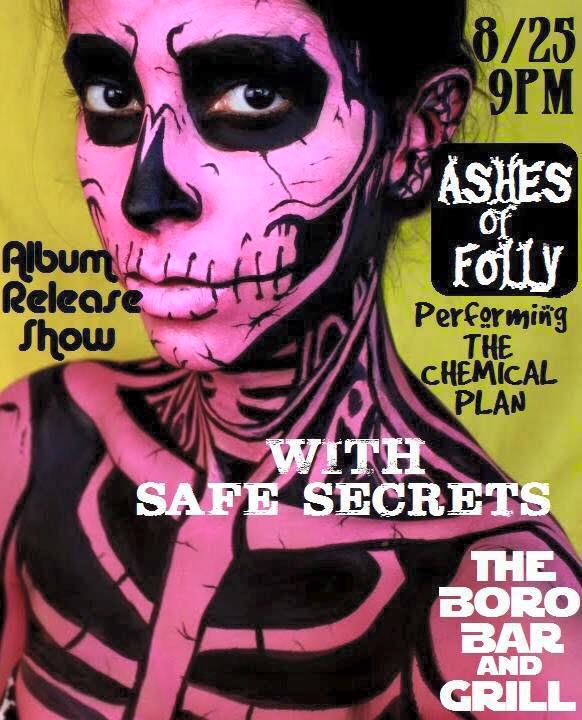 8/25
9PM
ASHES
of
Folly
Album
Release
Show
Performing
THE
CHEMICAL
PLAN
WITH
SAFE SECRETS
THE
BORO
BAR
AND
GRILL